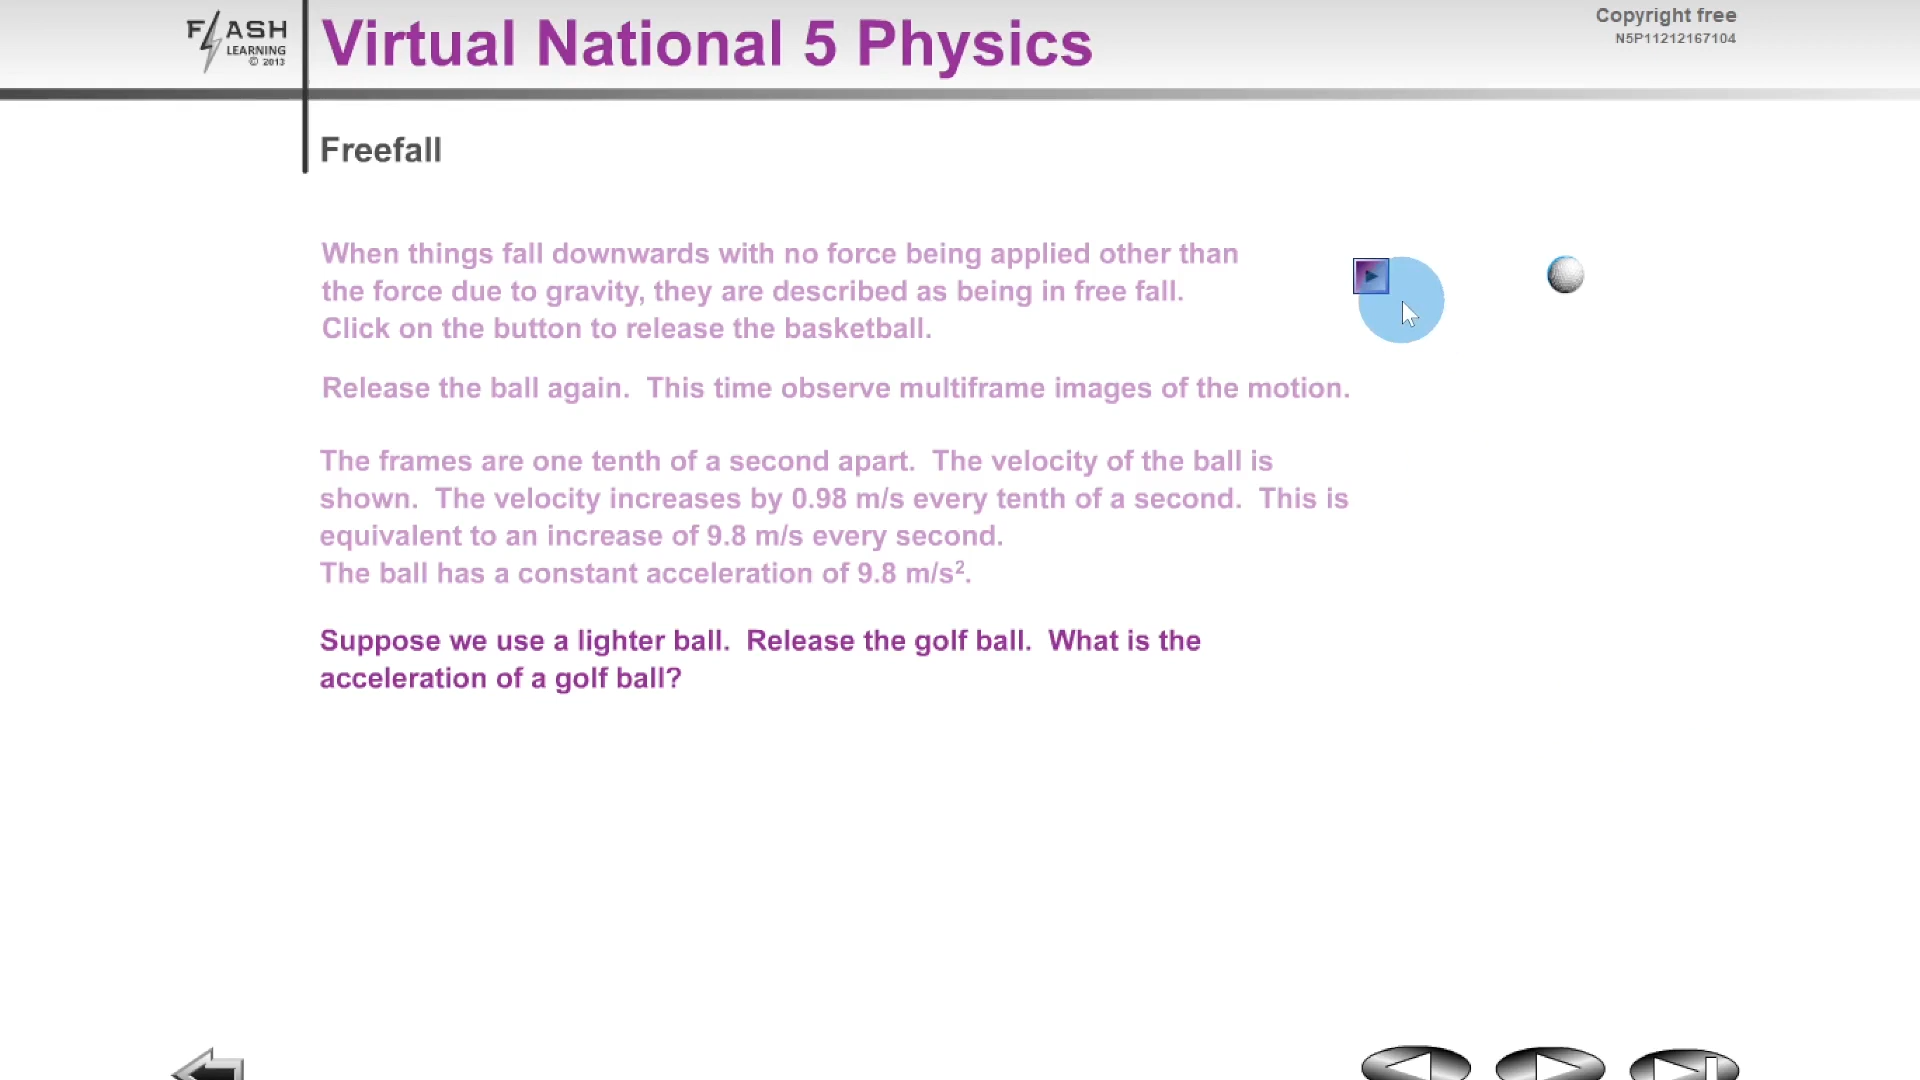 FLASH
LEARNING
© 2013
Virtual National 5 Physics
Copyright free
N5P11212167104
Freefall
When things fall downwards with no force being applied other than
the force due to gravity, they are described as being in free fall.
Click on the button to release the basketball.
Release the ball again.  This time observe multiframe images of the motion.
The frames are one tenth of a second apart.  The velocity of the ball is
shown.  The velocity increases by 0.98 m/s every tenth of a second.  This is
equivalent to an increase of 9.8 m/s every second.
The ball has a constant acceleration of 9.8 m/s².
Suppose we use a lighter ball.  Release the golf ball.  What is the
acceleration of a golf ball?